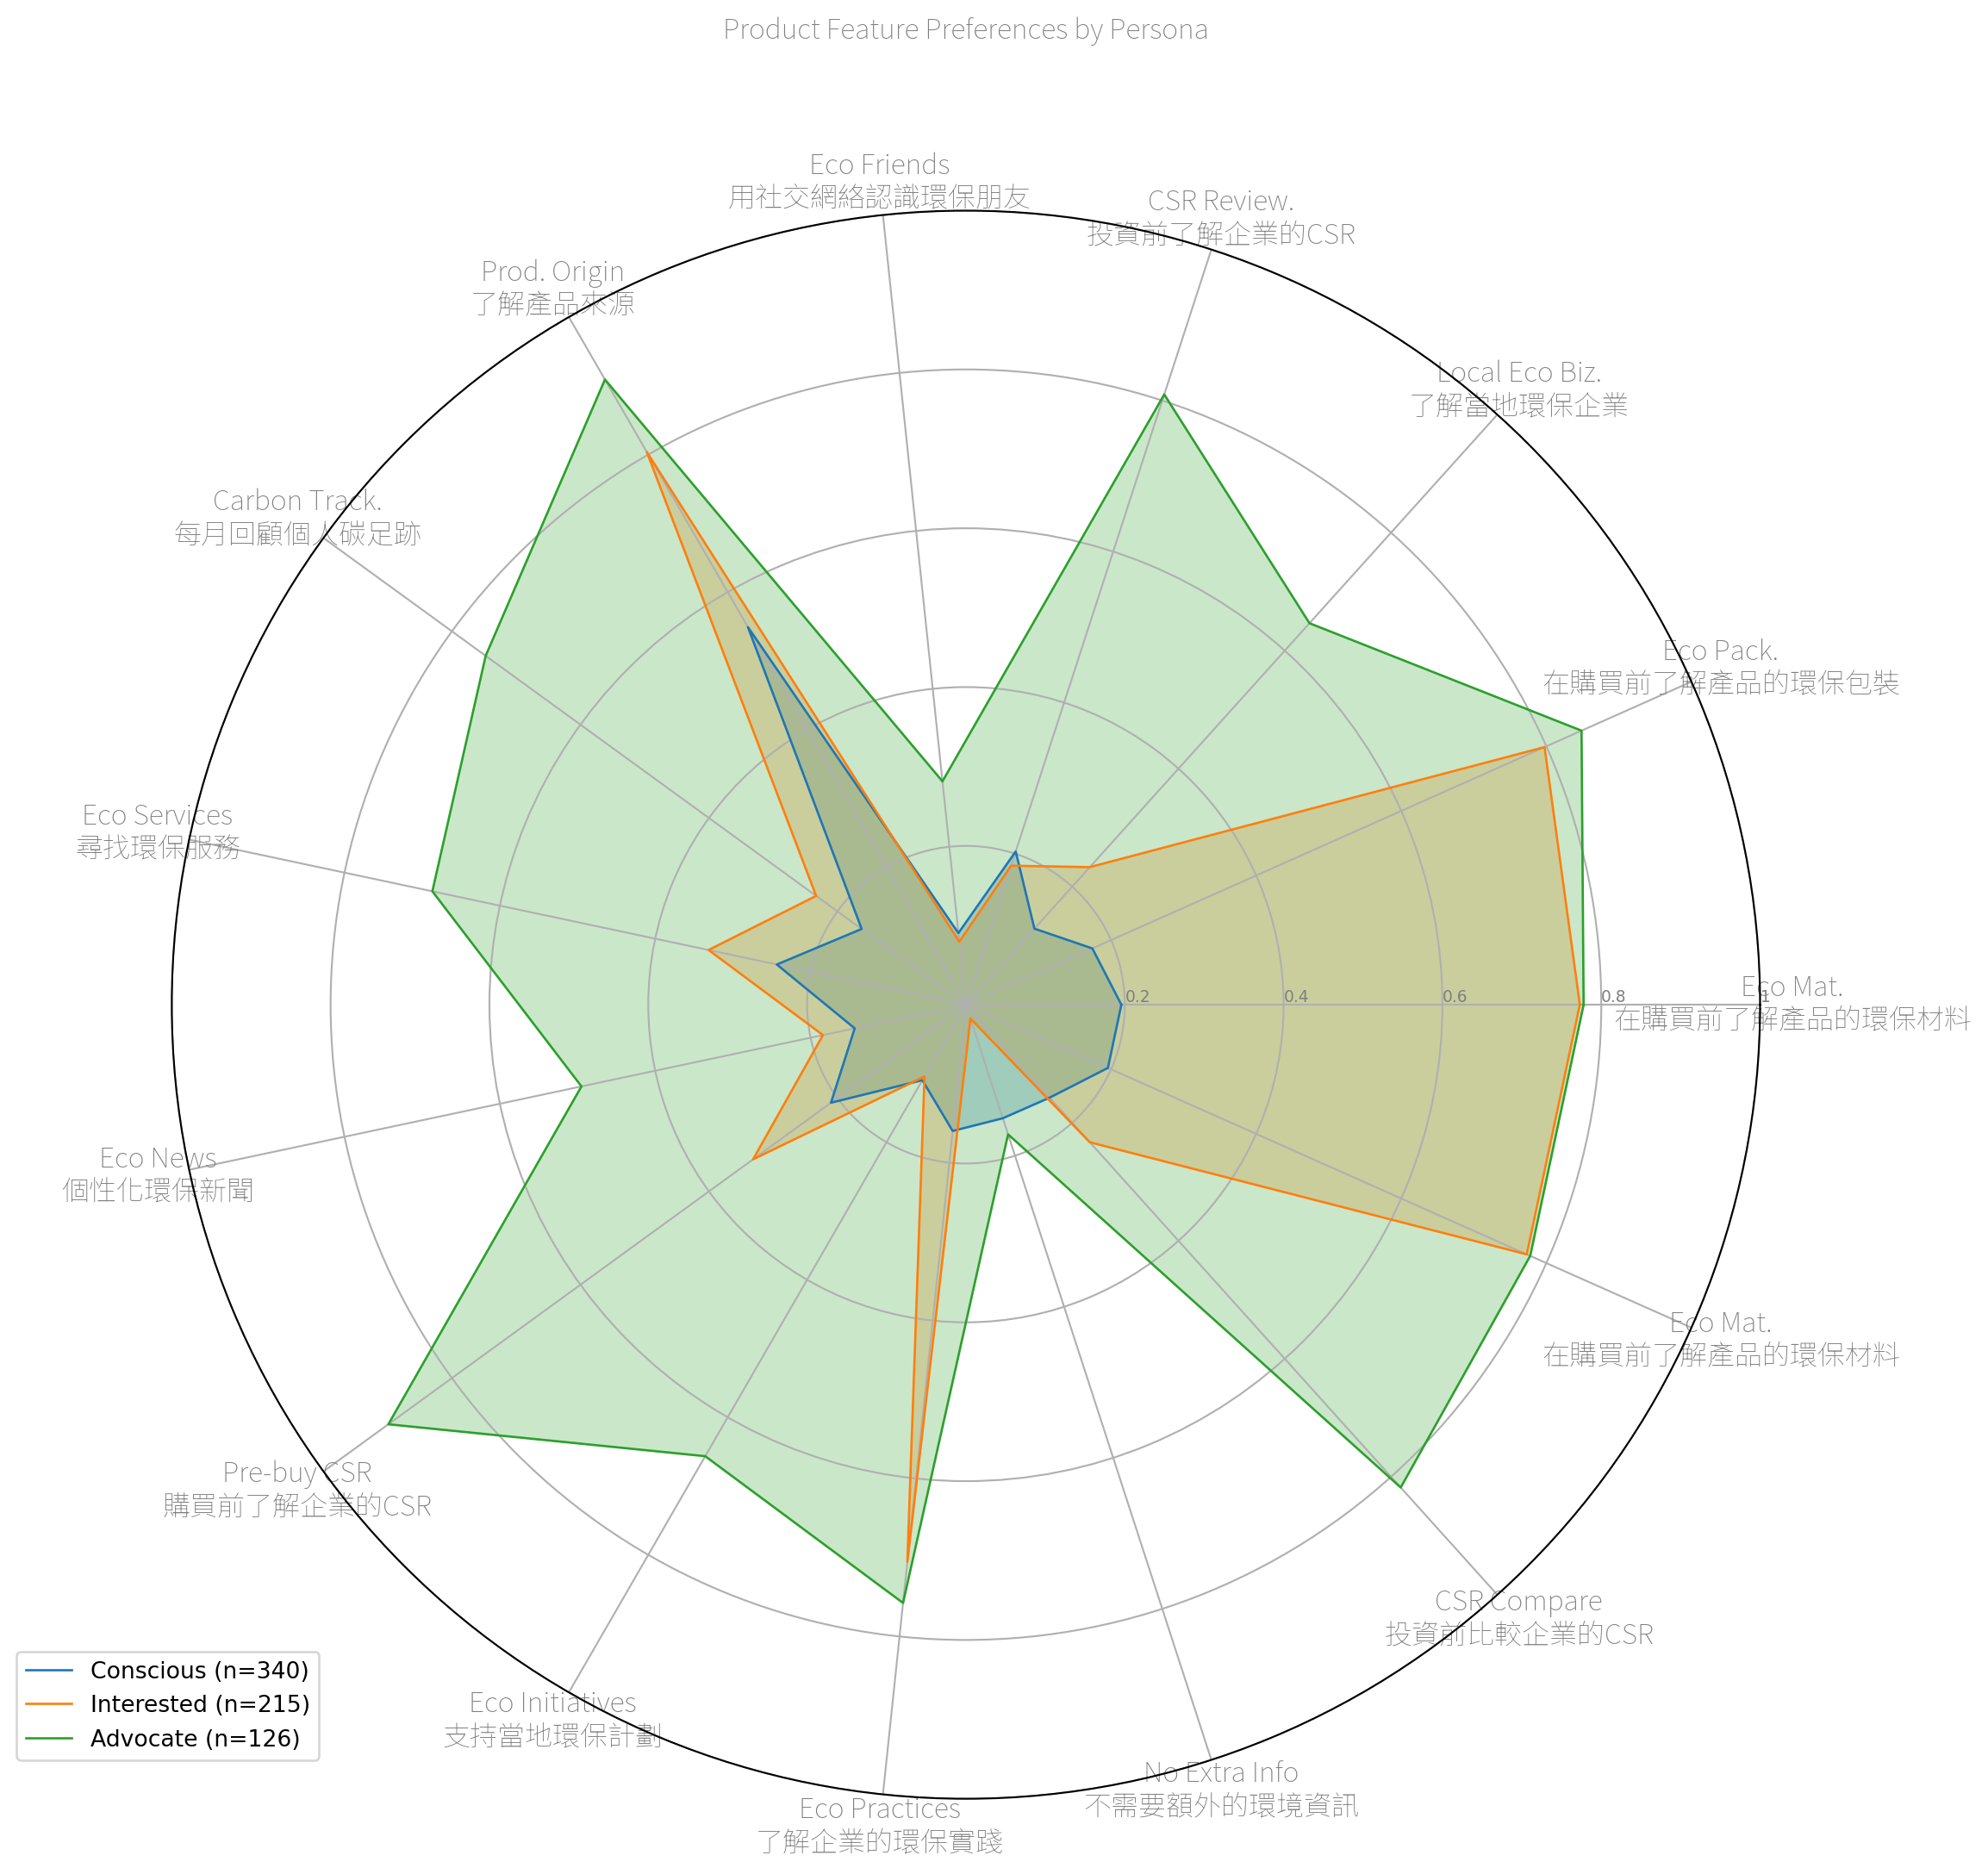 Product Feature Preferences by Persona
Eco Friends
用社交網絡認識環保朋友
CSR Review.
投資前了解企業的CSR
Prod. Origin
了解產品來源
Local Eco Biz.
了解當地環保企業
Carbon Track.
每月回顧個人碳足跡
Eco Pack.
在購買前了解產品的環保包裝
Eco Services
尋找環保服務
Eco Mat.
在購買前了解產品的環保材料
0.2
0.4
0.6
0.8
1
Eco News
個性化環保新聞
Eco Mat.
在購買前了解產品的環保材料
Pre-buy CSR
購買前了解企業的CSR
CSR Compare
投資前比較企業的CSR
Eco Initiatives
支持當地環保計劃
No Extra Info
不需要額外的環境資訊
Eco Practices
了解企業的環保實踐
Conscious (n=340)
Interested (n=215)
Advocate (n=126)